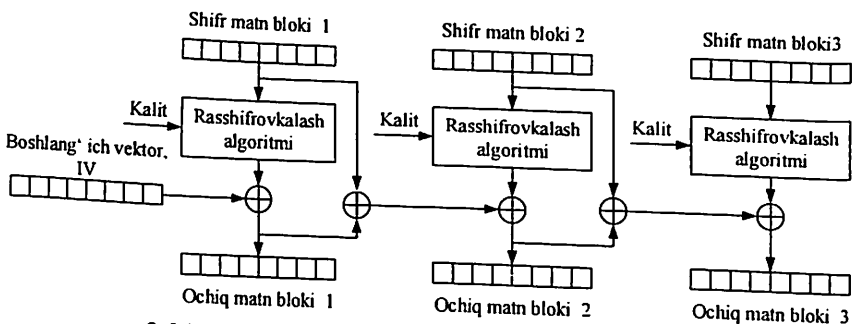 Shifr matn bloki 1
Shifr matn bloki 2
Shifr matn bloki3
Kalit
Rasshifrovkalash
algoritmi
Kalit
Rasshifrovkalash
algoritmi
Kalit
Rasshifrovkalash
algoritmi
Boshlang‘ ich vektor,
IV
Ochiq matn bloki 1
Ochiq matn bloki 2
Ochiq matn bloki 3